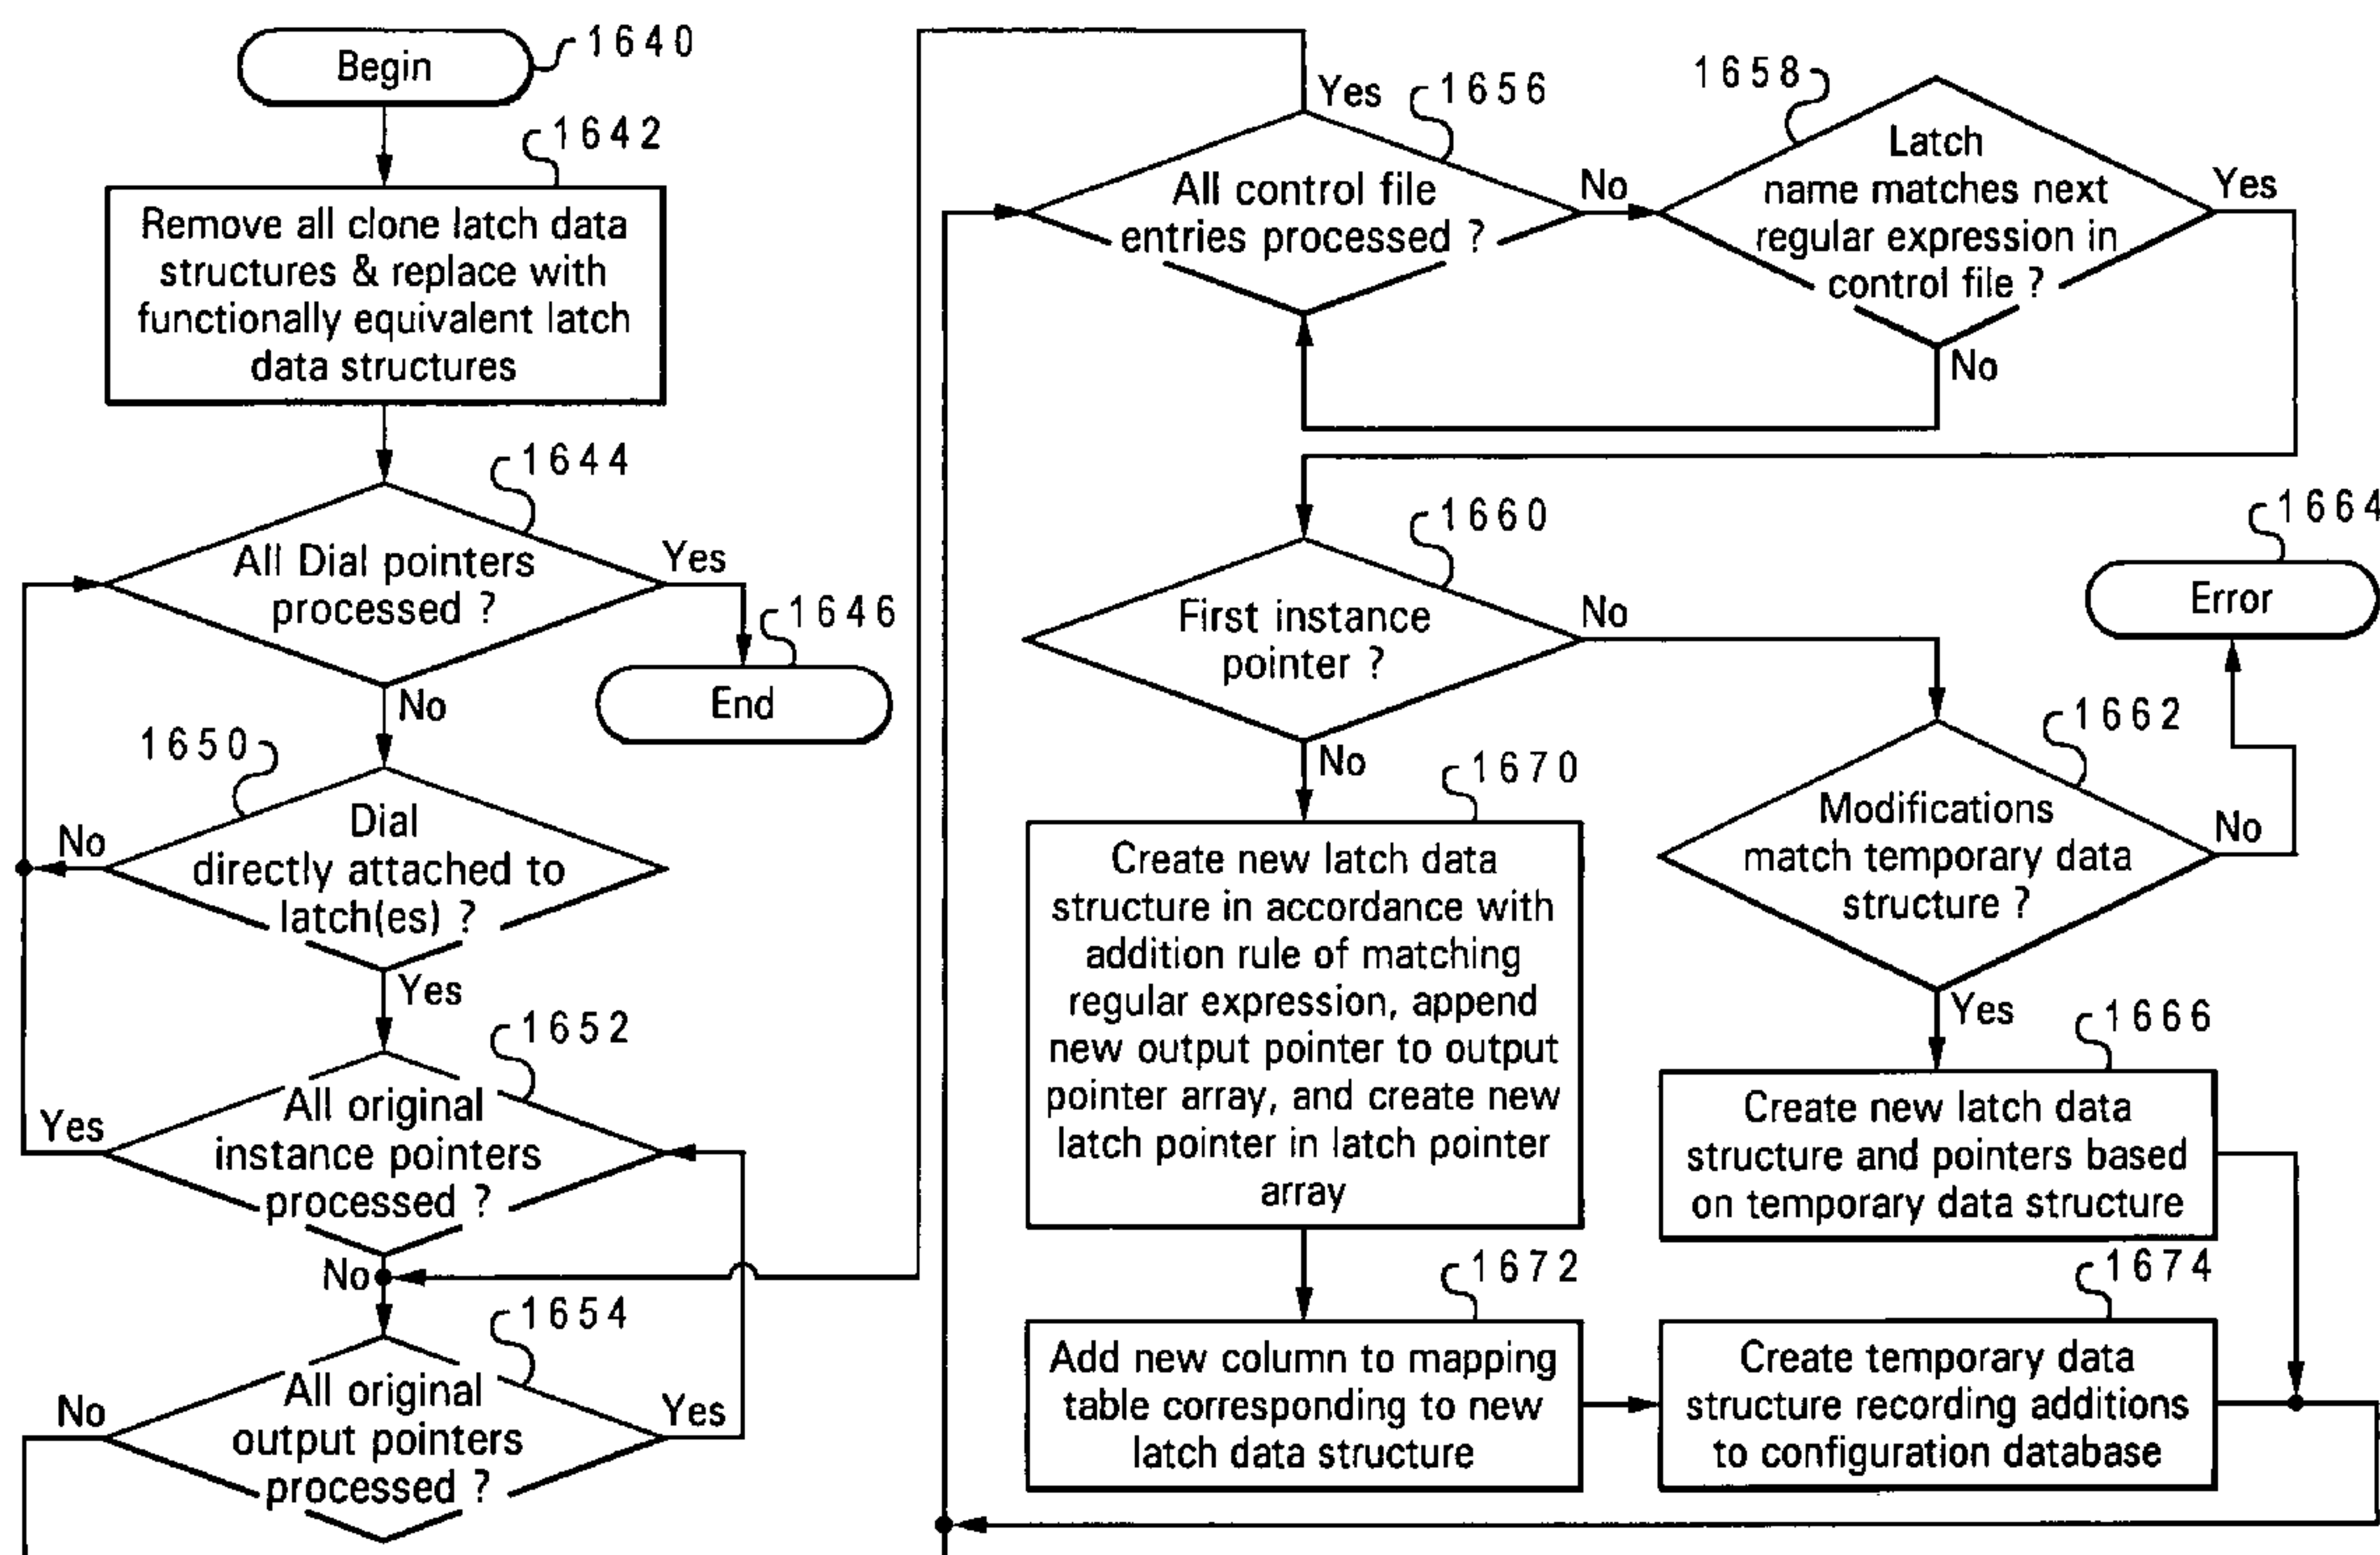 Begin
1640
1642
Remove all clone latch data
structures & replace with
functionally equivalent latch
data structures
1644
All Dial pointers
processed ?
Yes
1646
End
No
1650
Dial
directly attached to
latch(es) ?
No
Yes
1652
All original
instance pointers
processed ?
Yes
No
1654
All original
output pointers
processed ?
No
Yes
Yes
1656
All control file
entries processed ?
No
1658
Latch
name matches next
regular expression in
control file ?
Yes
No
1660
First instance
pointer ?
No
1664
Error
No
1662
Modifications
match temporary data
structure ?
No
Yes
1670
Create new latch data
structure in accordance with
addition rule of matching
regular expression, append
new output pointer to output
pointer array, and create new
latch pointer in latch pointer
array
1666
Create new latch data
structure and pointers based
on temporary data structure
1672
Add new column to mapping
table corresponding to new
latch data structure
1674
Create temporary data
structure recording additions
to configuration database